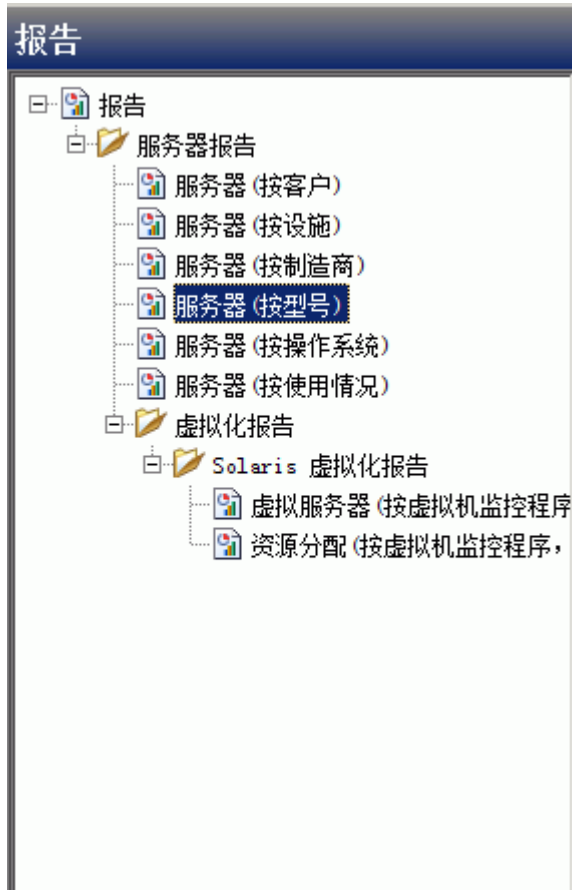 报告
报告
服务器报告
服务器 (按客户)
服务器 (按设施)
服务器 (按制造商)
服务器 (按型号)
服务器 (按操作系统)
服务器 (按使用情况)
虚拟化报告
Solaris 虚拟化报告
虚拟服务器 (按虚拟机监控程序
资源分配 (按虚拟机监控程序，